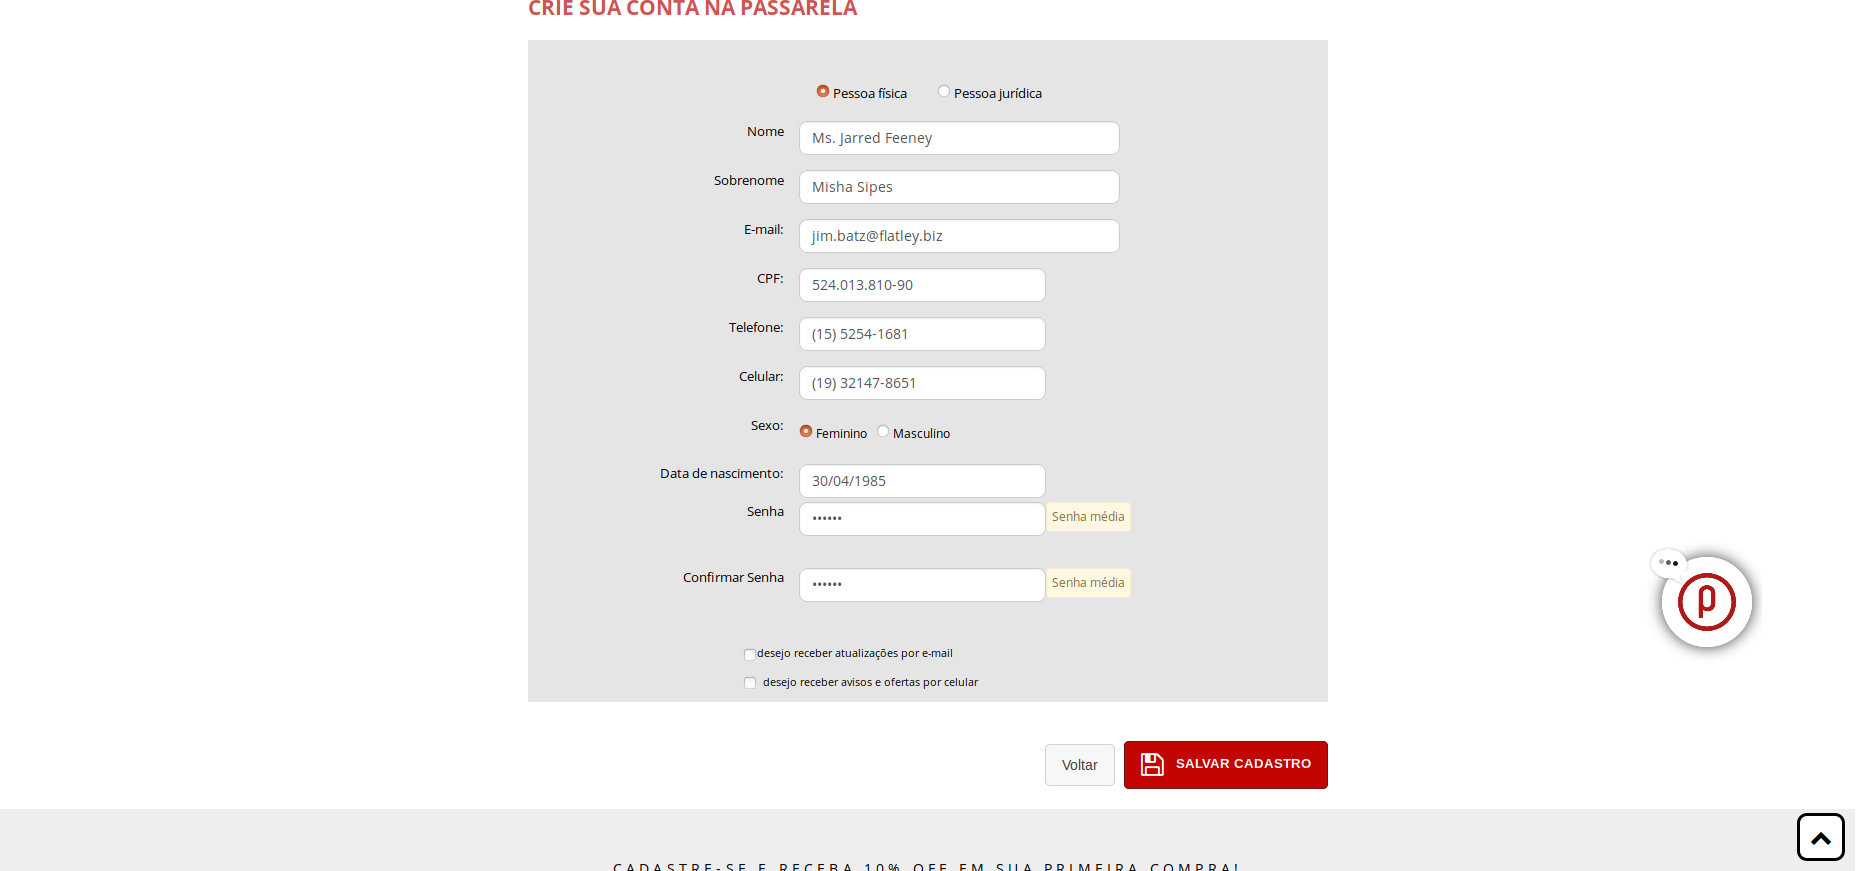 CRIE SUA CONTA NA PASSARELA
Pessoa física Pessoa jurídica
Nome Ms. Jarred Feeney
Sobrenome Misha Sipes
E-mail: jim.batz@flatley.biz
CPF: 524.013.810-90
Telefone: (15) 5254-1681
Celular: (19) 32147-8651
Sexo: Feminino Masculino
Data de nascimento: 30/04/1985
Senha •••••• Senha média
Confirmar Senha •••••• Senha média
desejo receber atualizações por e-mail
desejo receber avisos e ofertas por celular
Voltar SALVAR CADASTRO
CADASTRE-SE E RECEBA 10% OFF EM SUA PRIMEIRA COMPRA!